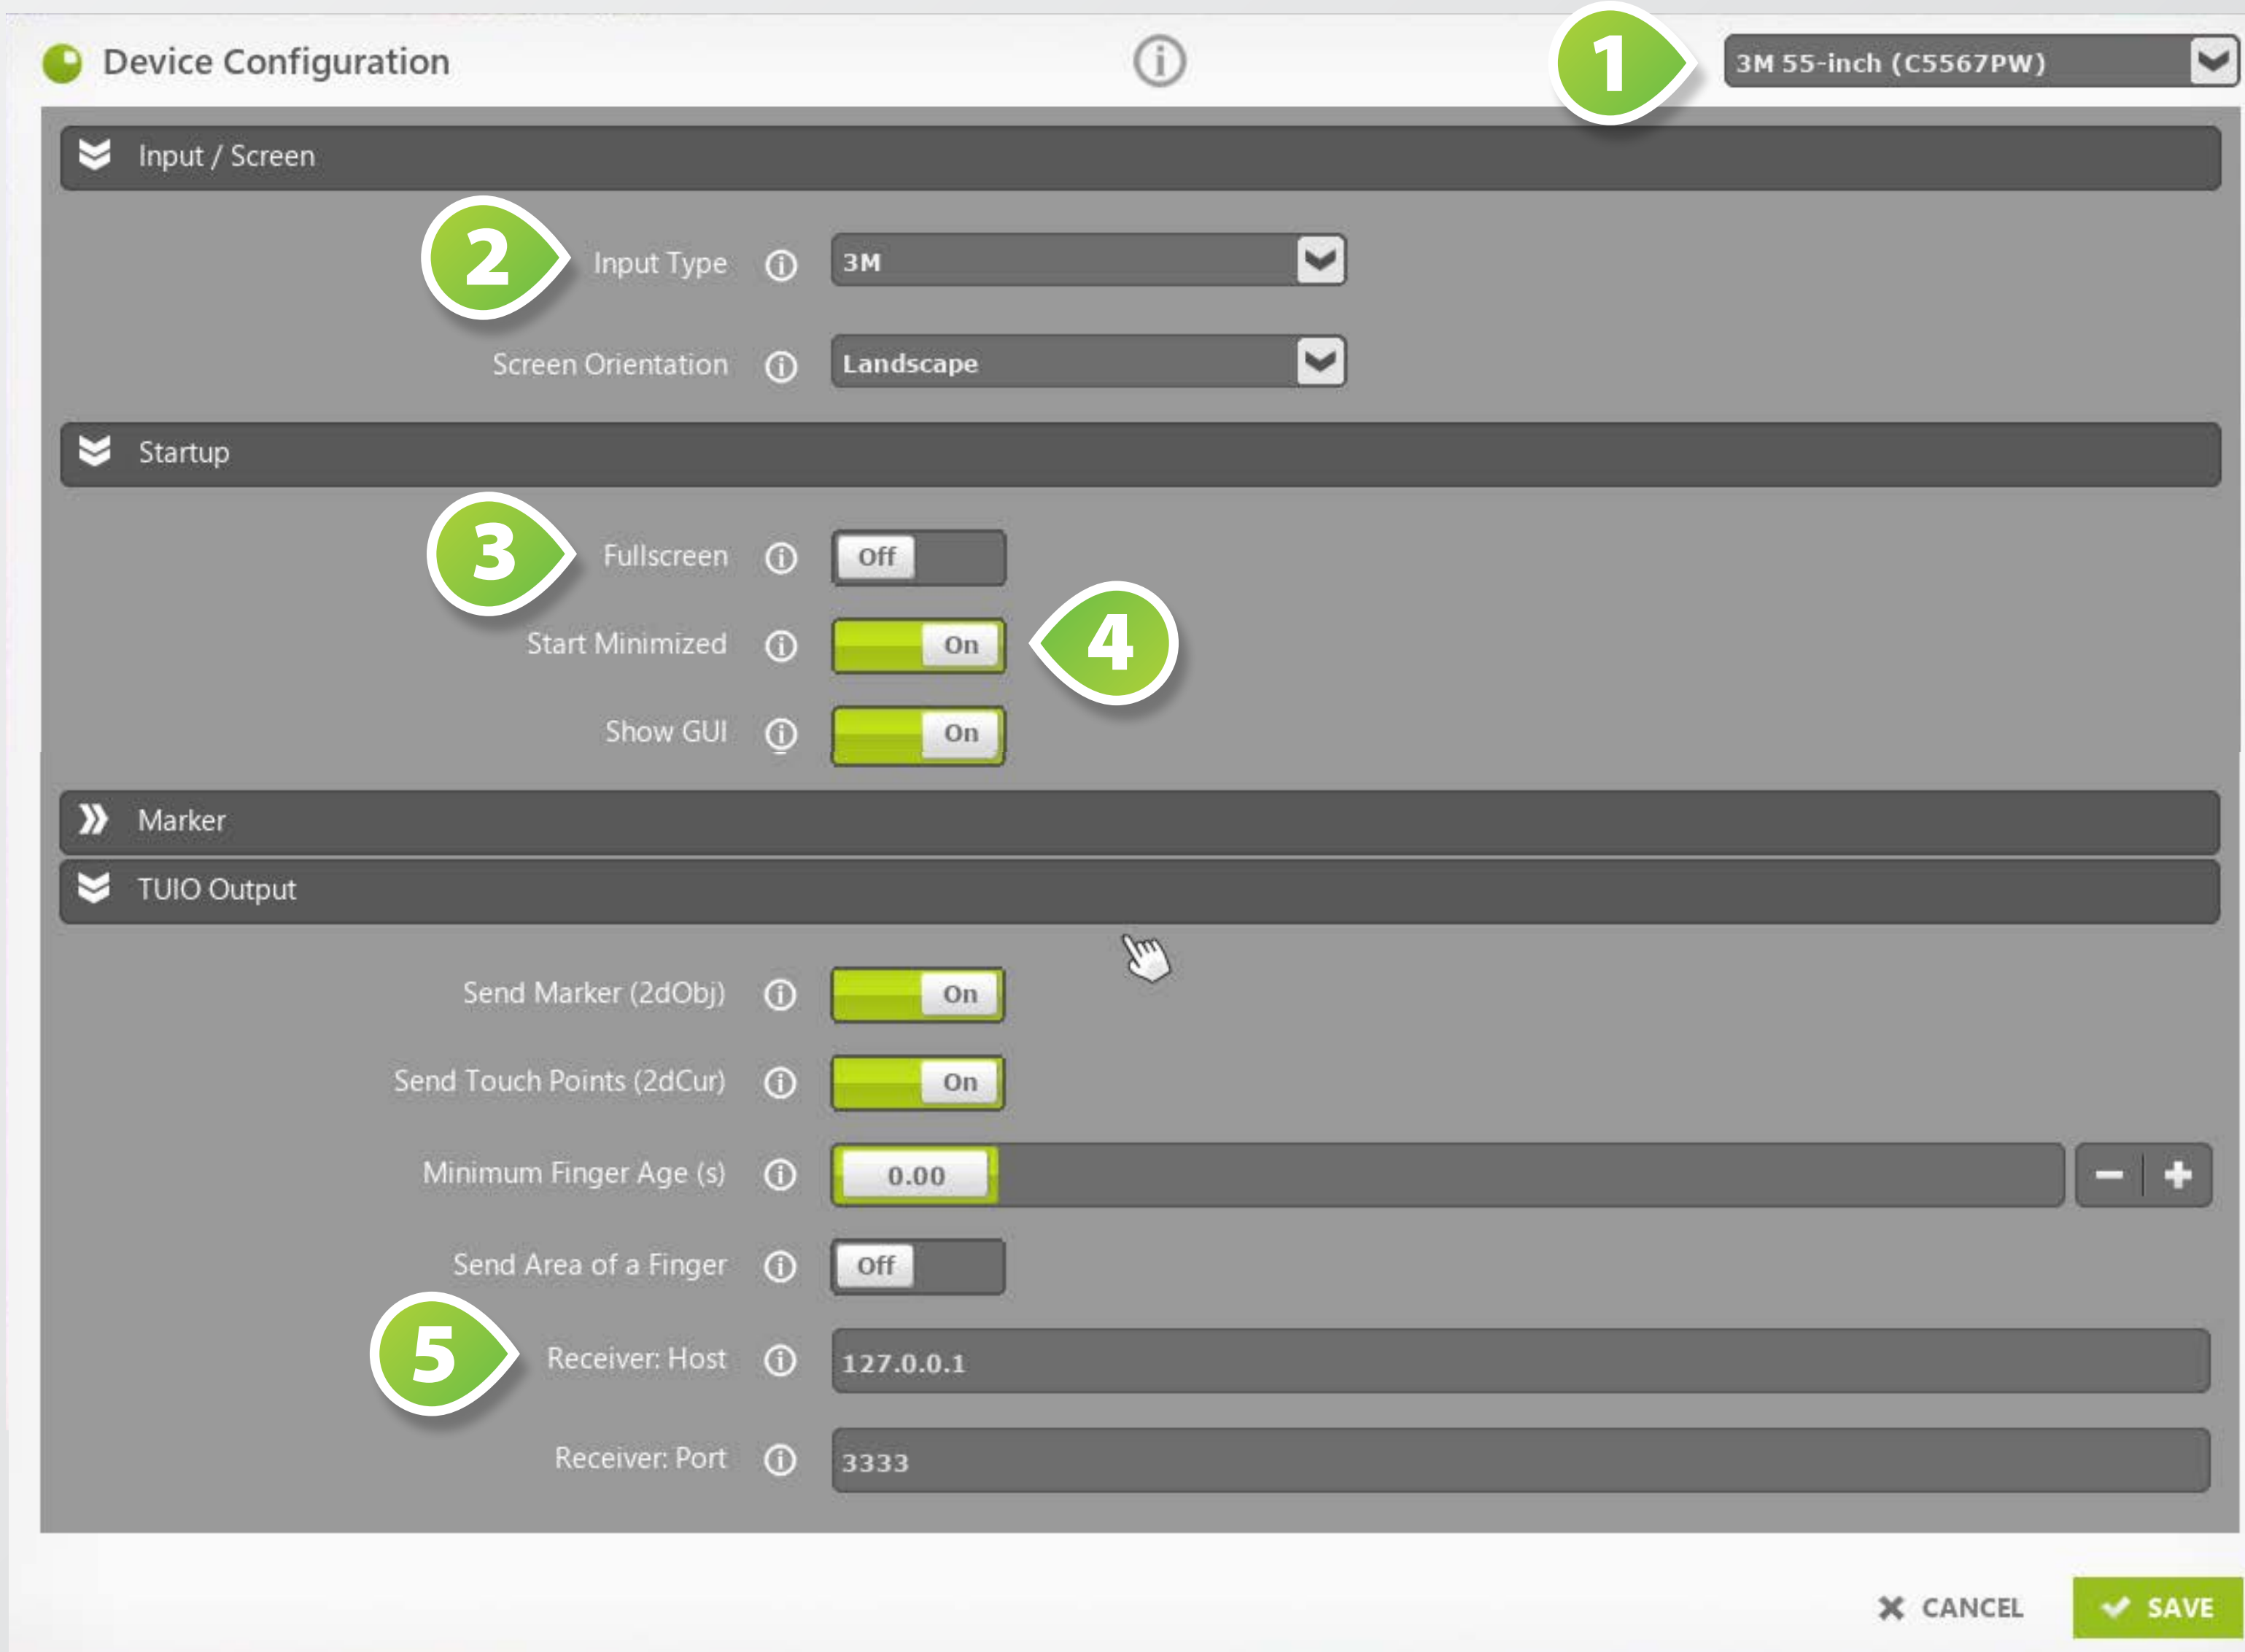 Device Configuration
1
3M 55-inch (C5567PW)
Input / Screen
2
Input Type
3M
Screen Orientation
Landscape
Startup
3
Fullscreen
Off
Start Minimized
On
4
Show GUI
On
Marker
TUIO Output
Send Marker (2dObj)
On
Send Touch Points (2dCur)
On
Minimum Finger Age (s)
0.00
Send Area of a Finger
Off
5
Receiver: Host
127.0.0.1
Receiver: Port
3333
CANCEL
SAVE